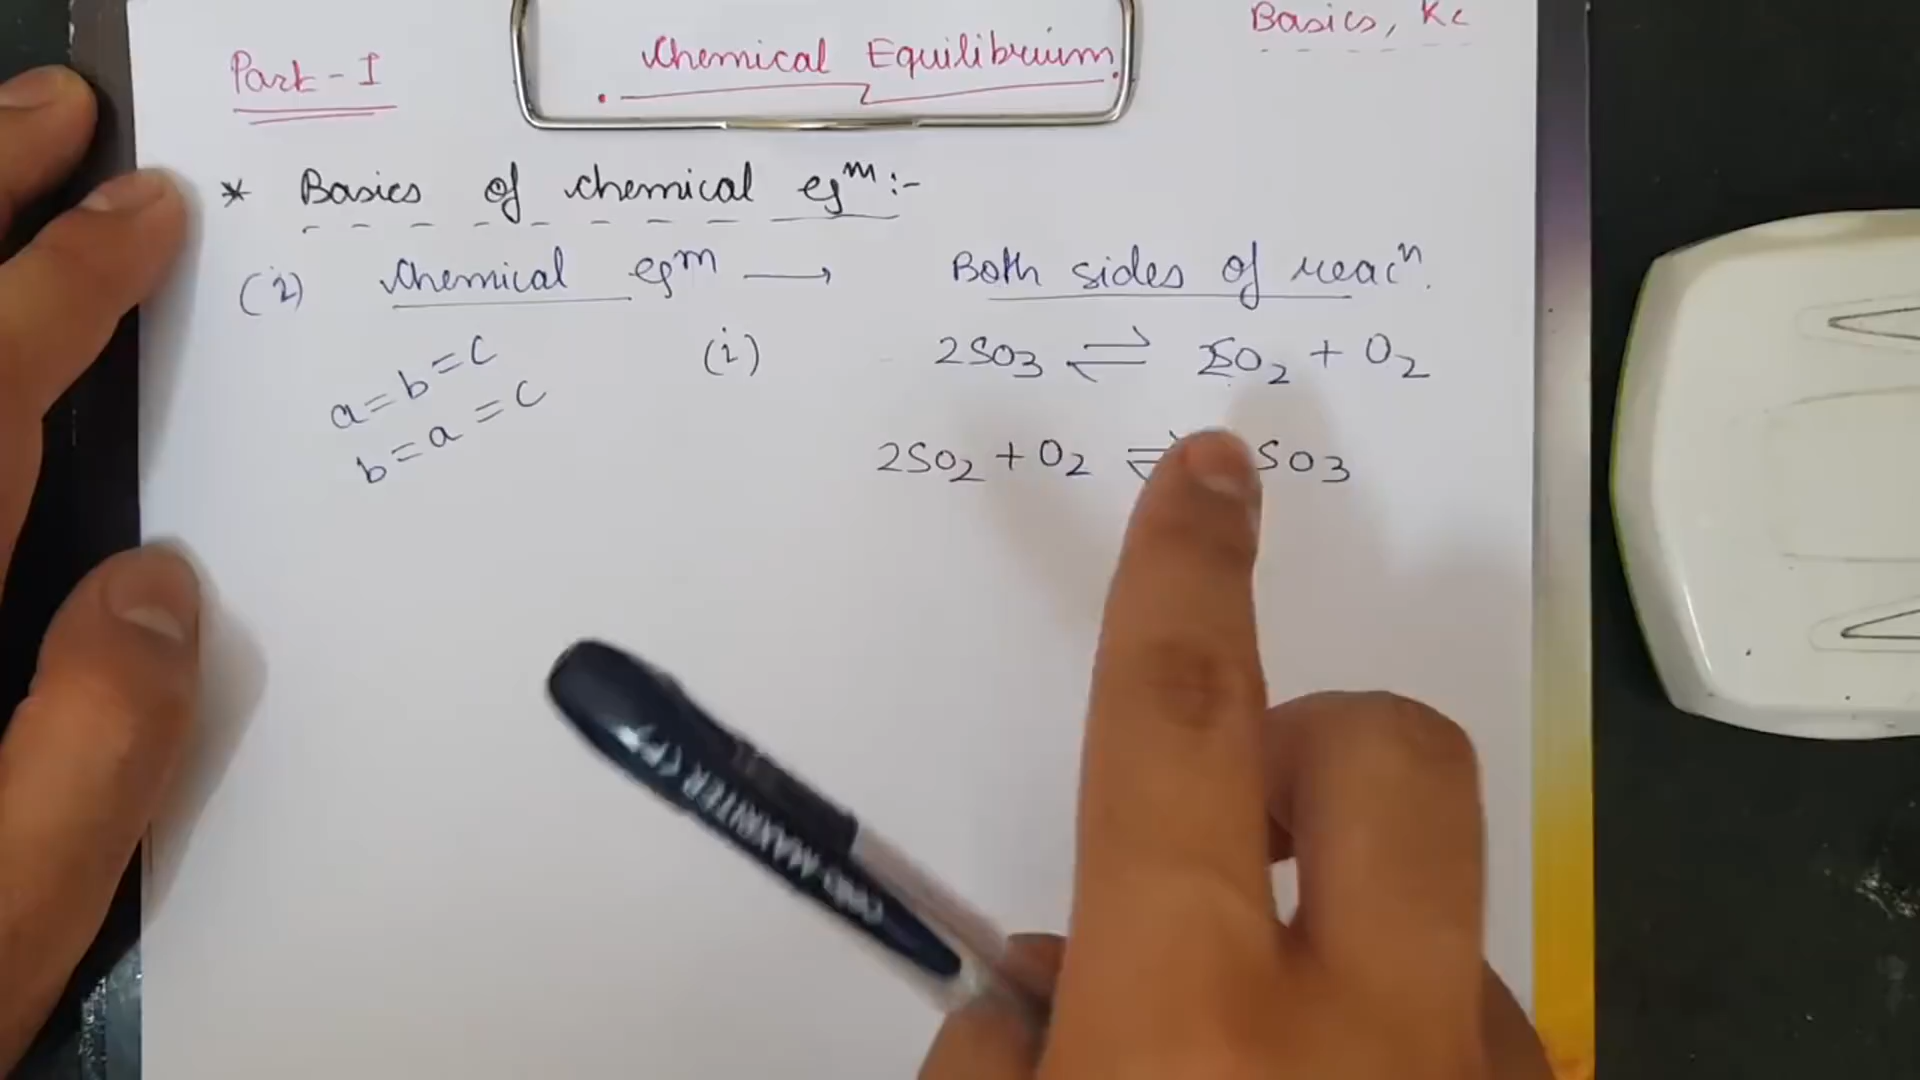 Part-I
Chemical Equilibrium
Basics, Kc
* Basics of chemical eqm:-
(i) Chemical eqm → Both sides of reacn.
a=b=c
b=a=c
(i) 2SO3 ⇌ 2SO2 + O2
2SO2 + O2 ⇌ SO3